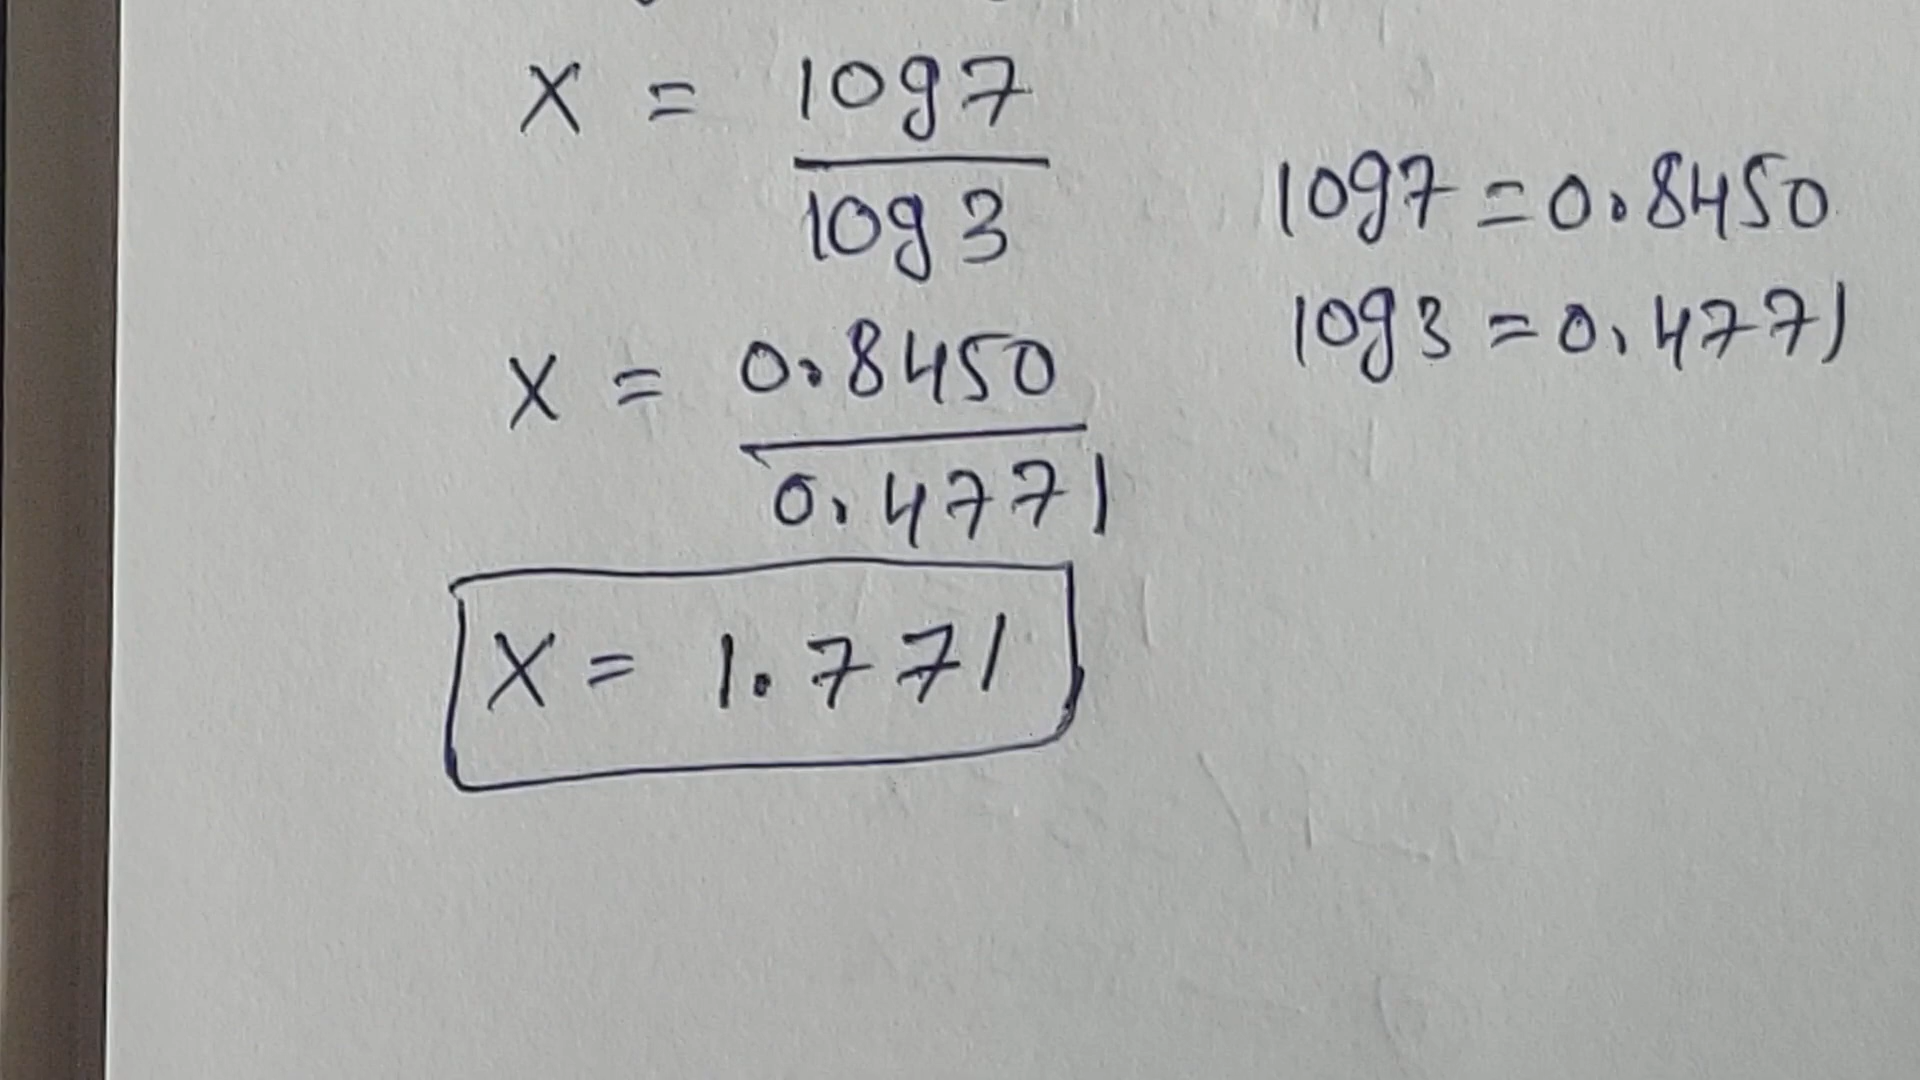 x = log7
log3
log7 = 0.8450
log3 = 0.4771
x = 0.8450
0.4771
x = 1.771